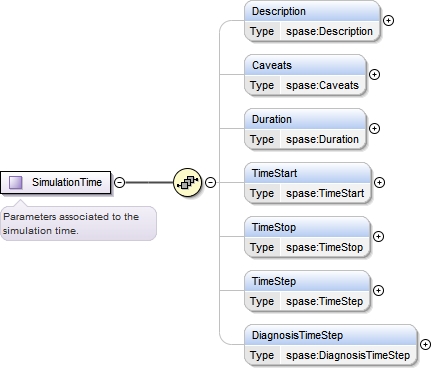 Description
Type spase:Description
Caveats
Type spase:Caveats
Duration
Type spase:Duration
SimulationTime
Parameters associated to the
simulation time.
TimeStart
Type spase:TimeStart
TimeStop
Type spase:TimeStop
TimeStep
Type spase:TimeStep
DiagnosisTimeStep
Type spase:DiagnosisTimeStep